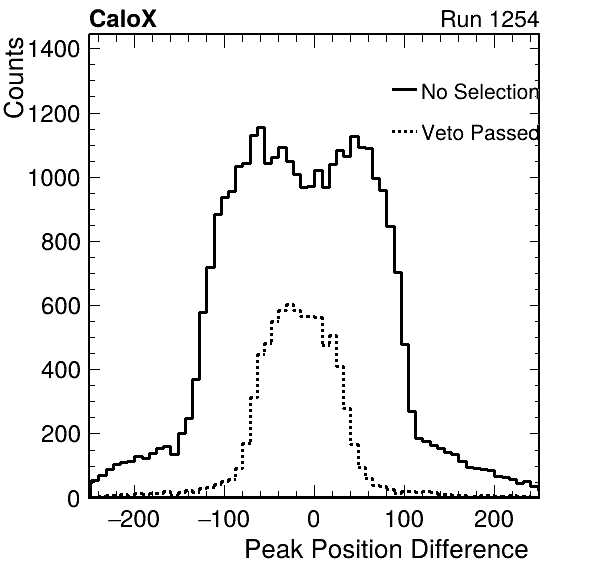 CaloX Run 1254
Counts
1400
1200
1000
800
600
400
200
0
No Selection
Veto Passed
−200 −100 0 100 200
Peak Position Difference